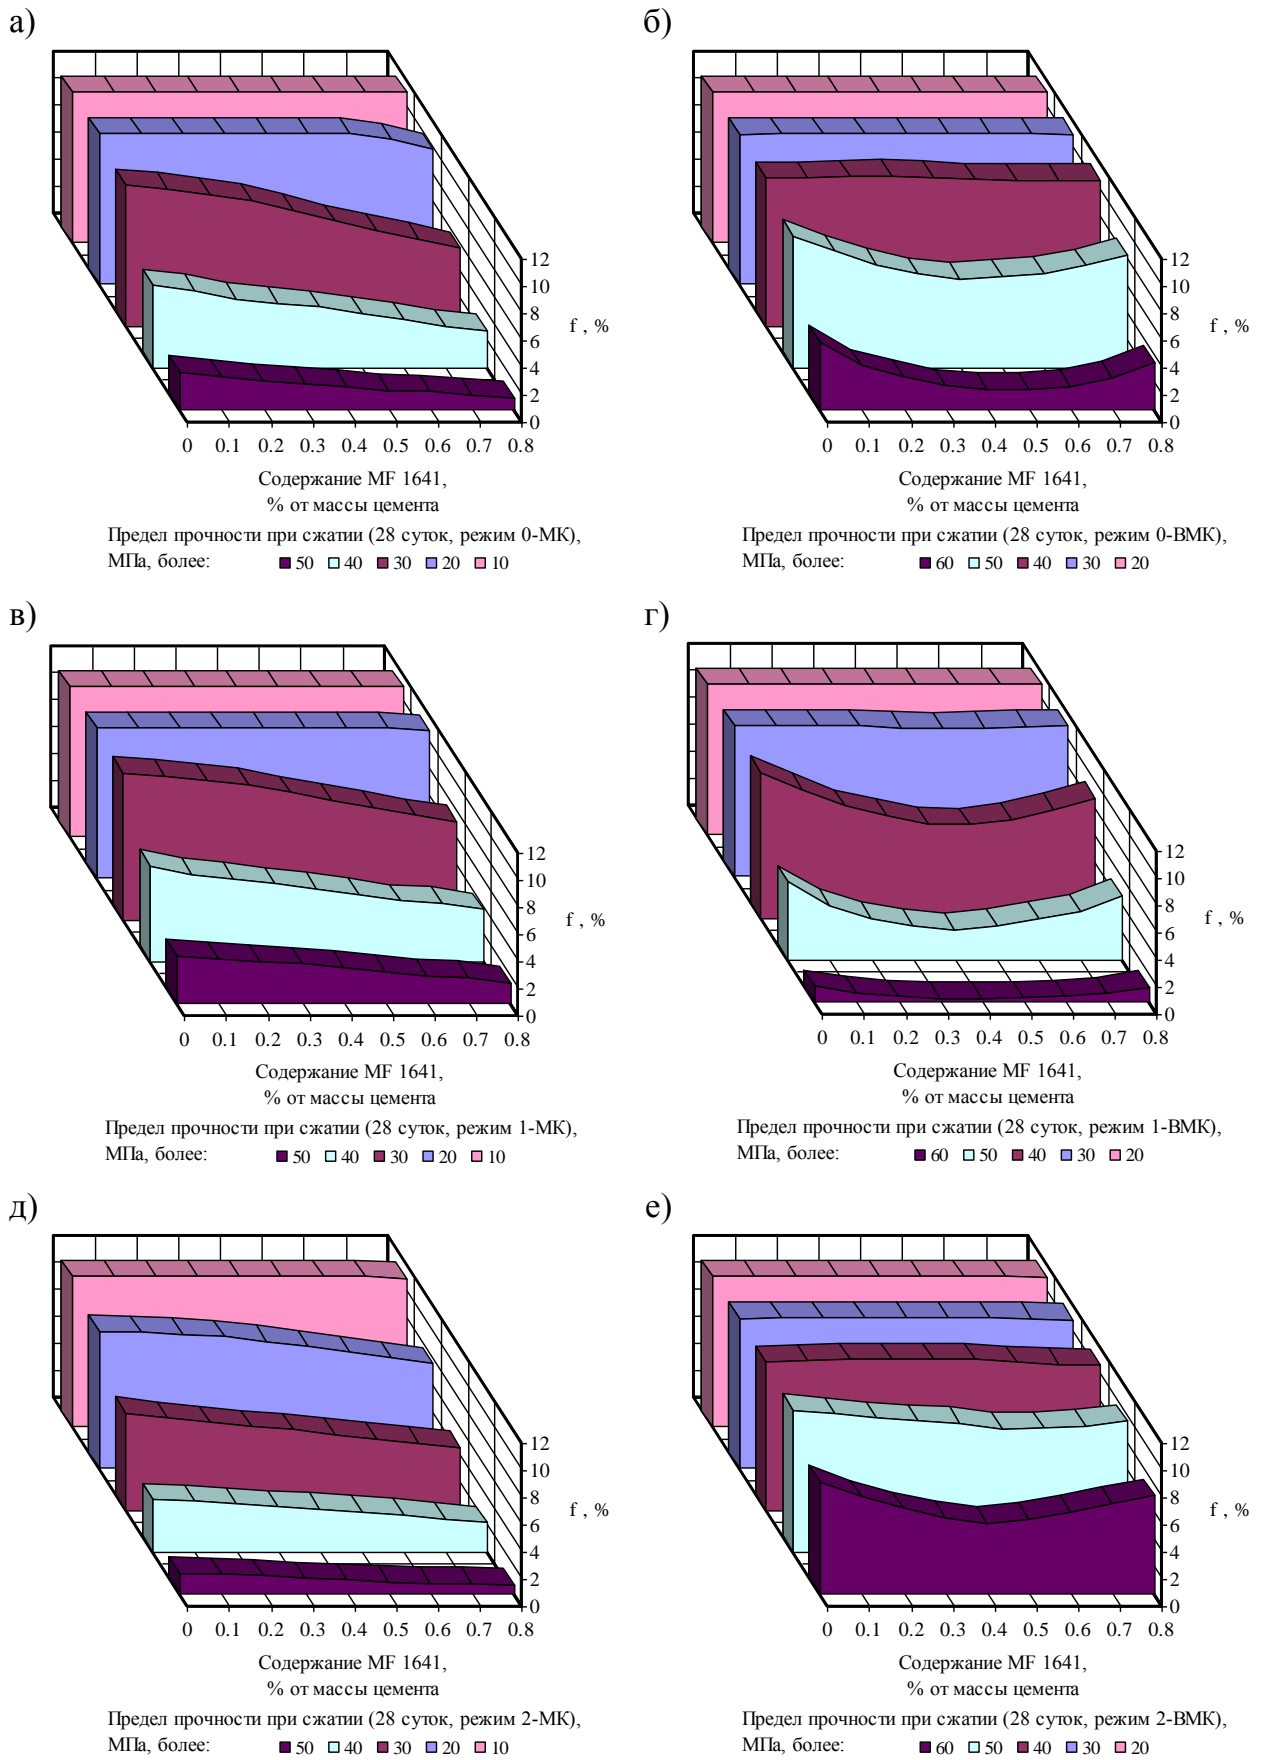 а)
12
10
8
6
4
2
0
f , %
0 0.1 0.2 0.3 0.4 0.5 0.6 0.7 0.8
Содержание MF 1641,
% от массы цемента
Предел прочности при сжатии (28 суток, режим 0-МК),
МПа, более: 50 40 30 20 10
б)
12
10
8
6
4
2
0
f , %
0 0.1 0.2 0.3 0.4 0.5 0.6 0.7 0.8
Содержание MF 1641,
% от массы цемента
Предел прочности при сжатии (28 суток, режим 0-ВМК),
МПа, более: 60 50 40 30 20
в)
12
10
8
6
4
2
0
f , %
0 0.1 0.2 0.3 0.4 0.5 0.6 0.7 0.8
Содержание MF 1641,
% от массы цемента
Предел прочности при сжатии (28 суток, режим 1-МК),
МПа, более: 50 40 30 20 10
г)
12
10
8
6
4
2
0
f , %
0 0.1 0.2 0.3 0.4 0.5 0.6 0.7 0.8
Содержание MF 1641,
% от массы цемента
Предел прочности при сжатии (28 суток, режим 1-ВМК),
МПа, более: 60 50 40 30 20
д)
12
10
8
6
4
2
0
f , %
0 0.1 0.2 0.3 0.4 0.5 0.6 0.7 0.8
Содержание MF 1641,
% от массы цемента
Предел прочности при сжатии (28 суток, режим 2-МК),
МПа, более: 50 40 30 20 10
е)
12
10
8
6
4
2
0
f , %
0 0.1 0.2 0.3 0.4 0.5 0.6 0.7 0.8
Содержание MF 1641,
% от массы цемента
Предел прочности при сжатии (28 суток, режим 2-ВМК),
МПа, более: 60 50 40 30 20